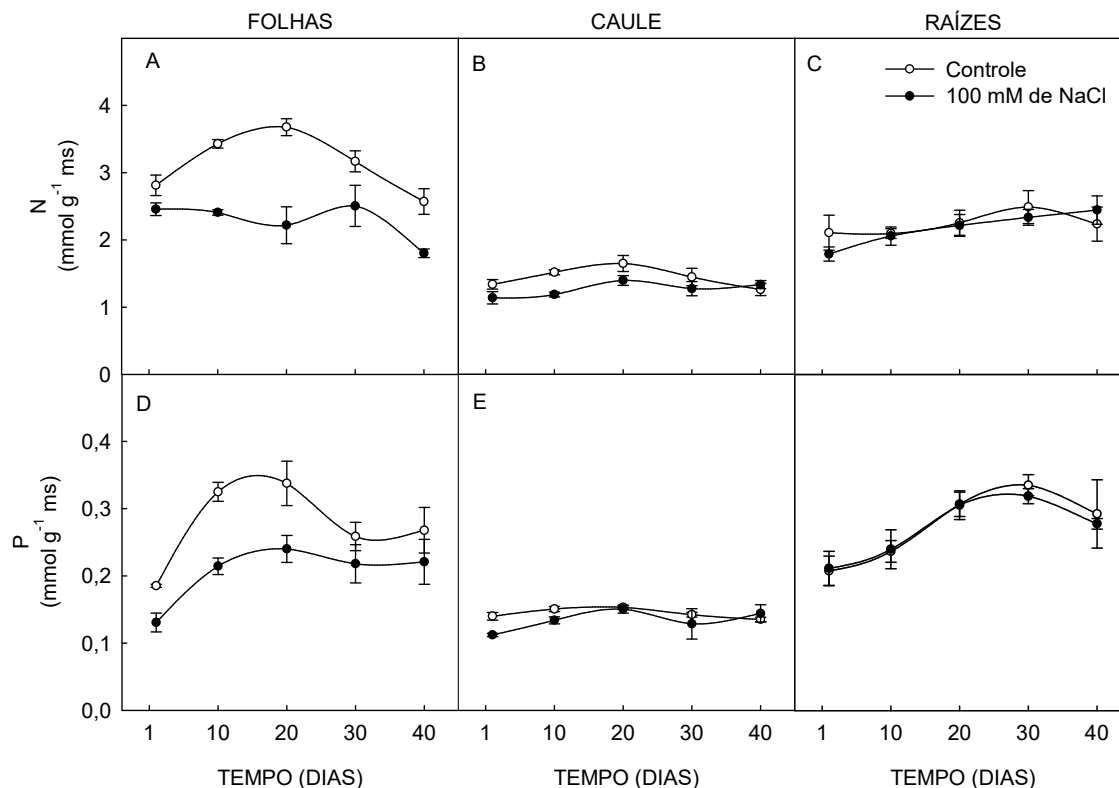 FOLHAS CAULE RAÍZES
A B C
Controle
100 mM de NaCl
4
3
2
1
0
N
(mmol g-1 ms)
D E
0,4
0,3
0,2
0,1
0,0
P
(mmol g-1 ms)
1 10 20 30 40 1 10 20 30 40 1 10 20 30 40
TEMPO (DIAS) TEMPO (DIAS) TEMPO (DIAS)